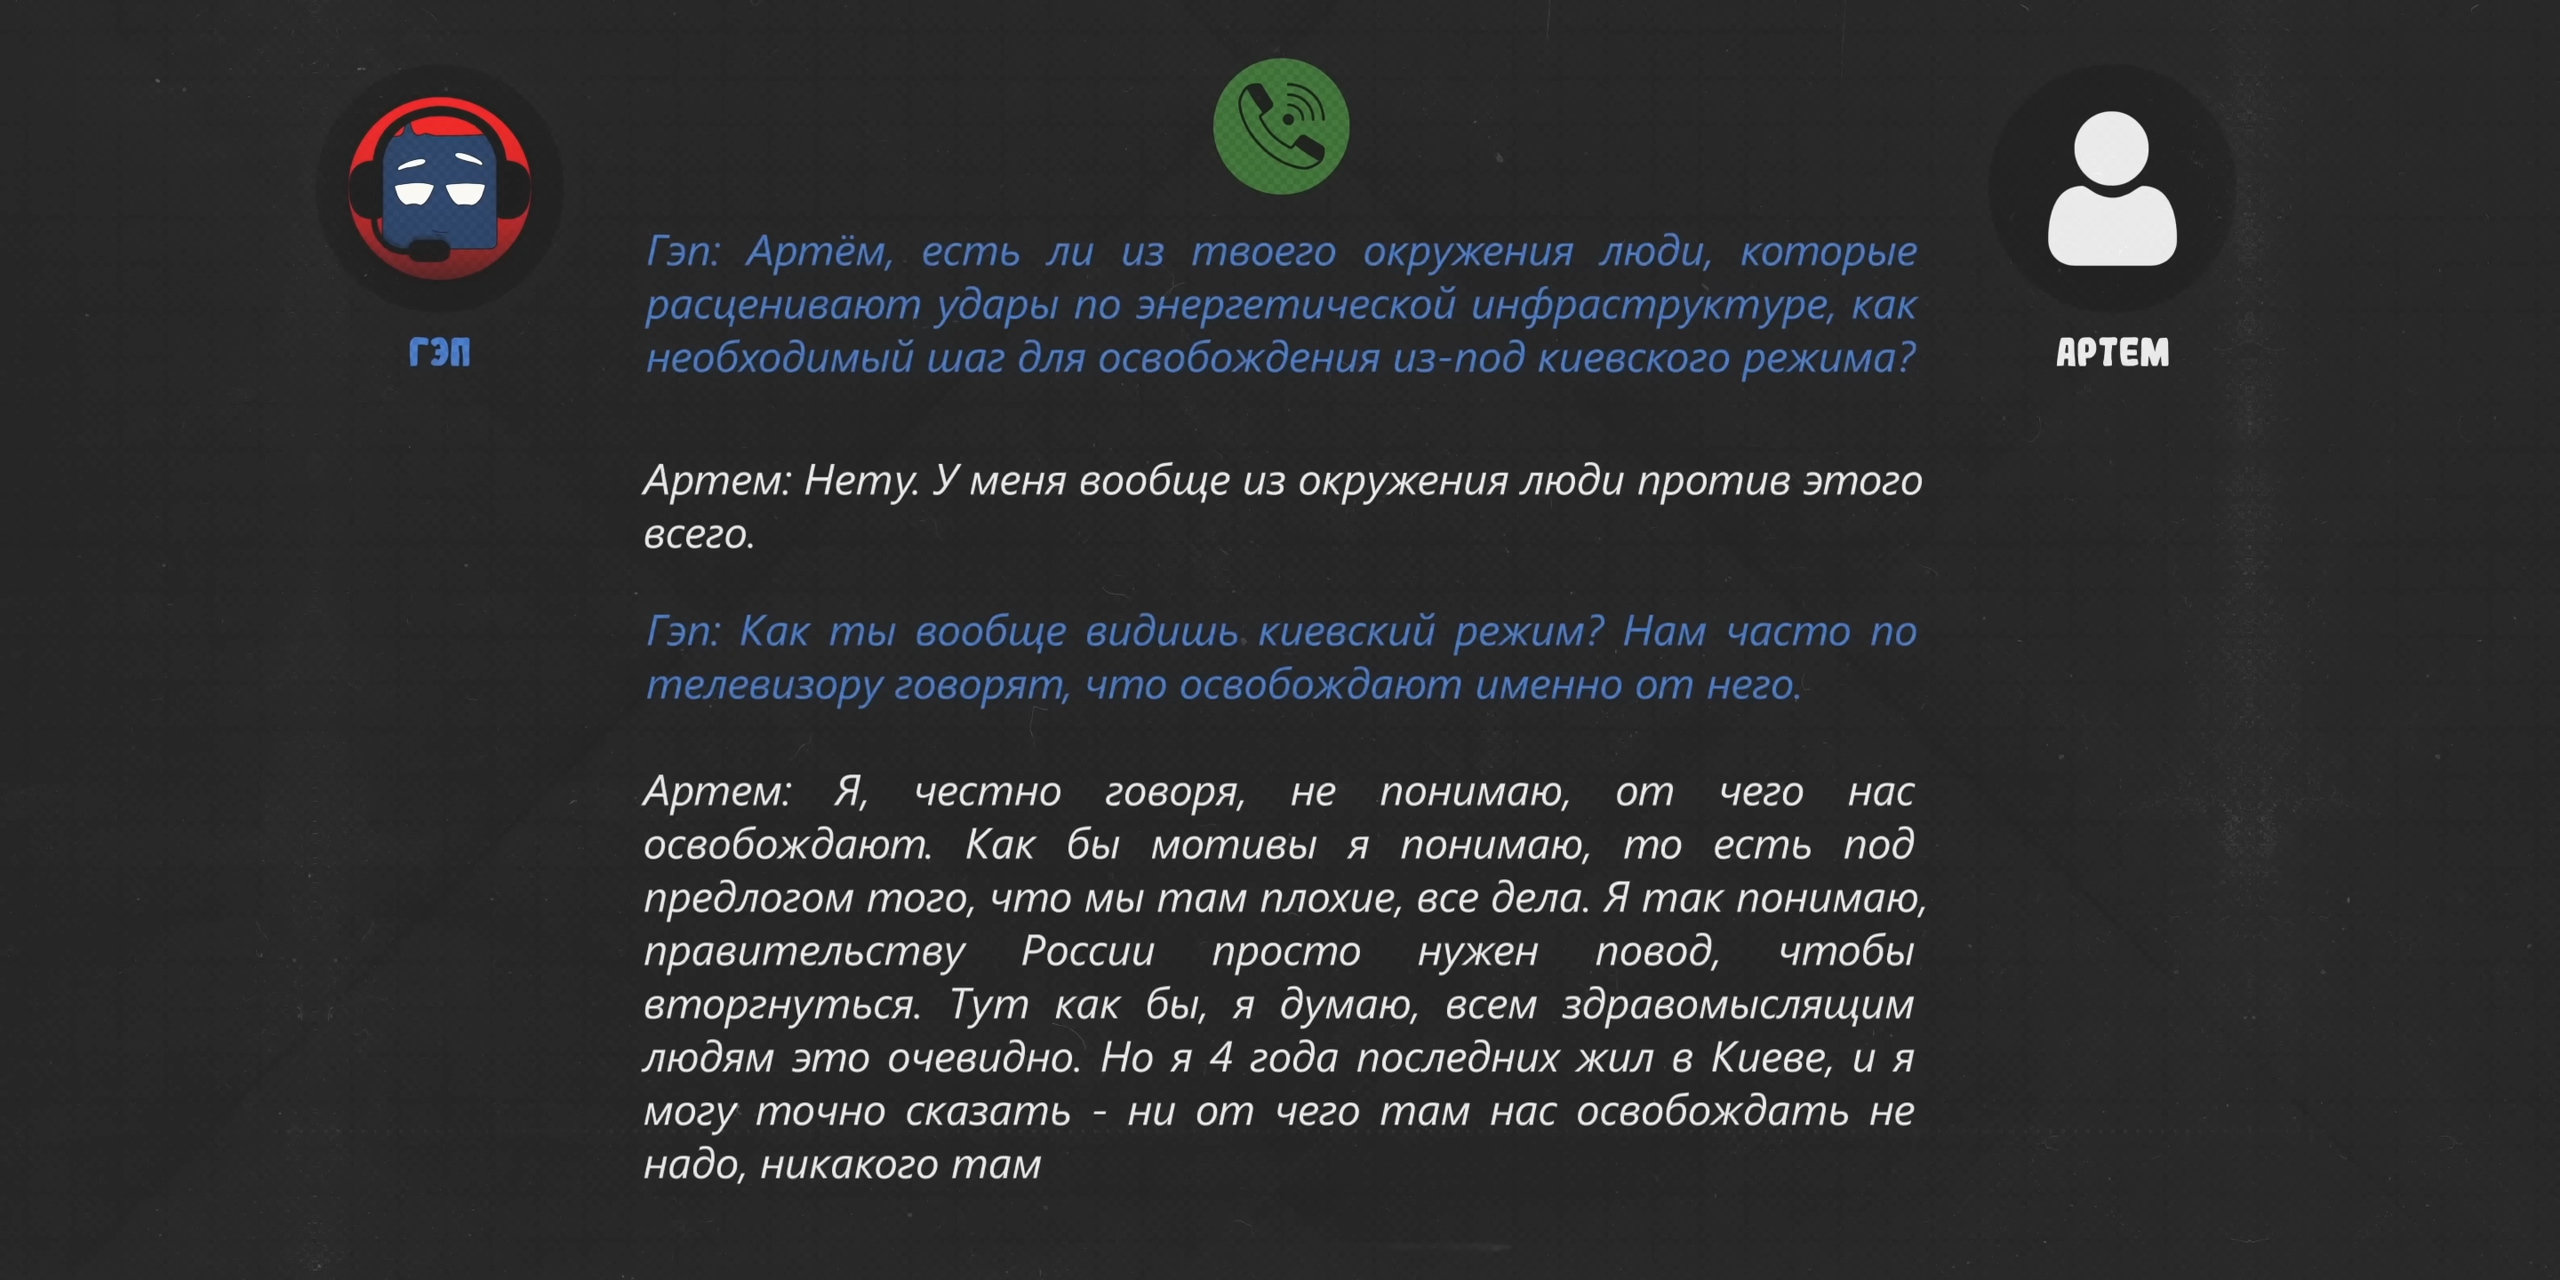 ГЭП
АРТЕМ
Гэп: Артём, есть ли из твоего окружения люди, которые
расценивают удары по энергетической инфраструктуре, как
необходимый шаг для освобождения из-под киевского режима?
Артем: Нету. У меня вообще из окружения люди против этого
всего.
Гэп: Как ты вообще видишь киевский режим? Нам часто по
телевизору говорят, что освобождают именно от него.
Артем: Я, честно говоря, не понимаю, от чего нас
освобождают. Как бы мотивы я понимаю, то есть под
предлогом того, что мы там плохие, все дела. Я так понимаю,
правительству России просто нужен повод, чтобы
вторгнуться. Тут как бы, я думаю, всем здравомыслящим
людям это очевидно. Но я 4 года последних жил в Киеве, и я
могу точно сказать - ни от чего там нас освобождать не
надо, никакого там